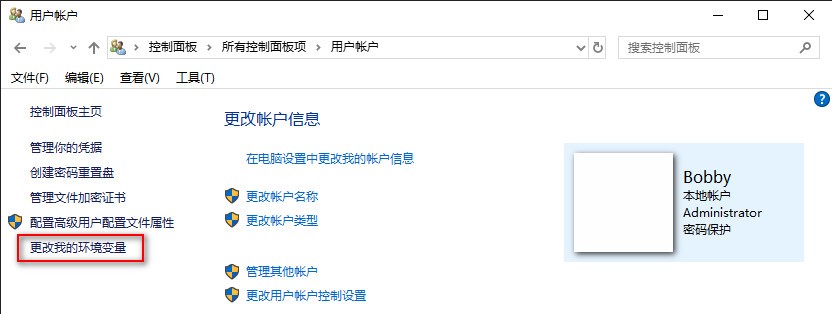 用户帐户
控制面板 > 所有控制面板项 > 用户帐户
搜索控制面板
文件(F) 编辑(E) 查看(V) 工具(T)
控制面板主页
管理你的凭据
创建密码重置盘
管理文件加密证书
配置高级用户配置文件属性
更改我的环境变量
更改帐户信息
在电脑设置中更改我的帐户信息
更改帐户名称
更改帐户类型
管理其他帐户
更改用户帐户控制设置
Bobby
本地帐户
Administrator
密码保护